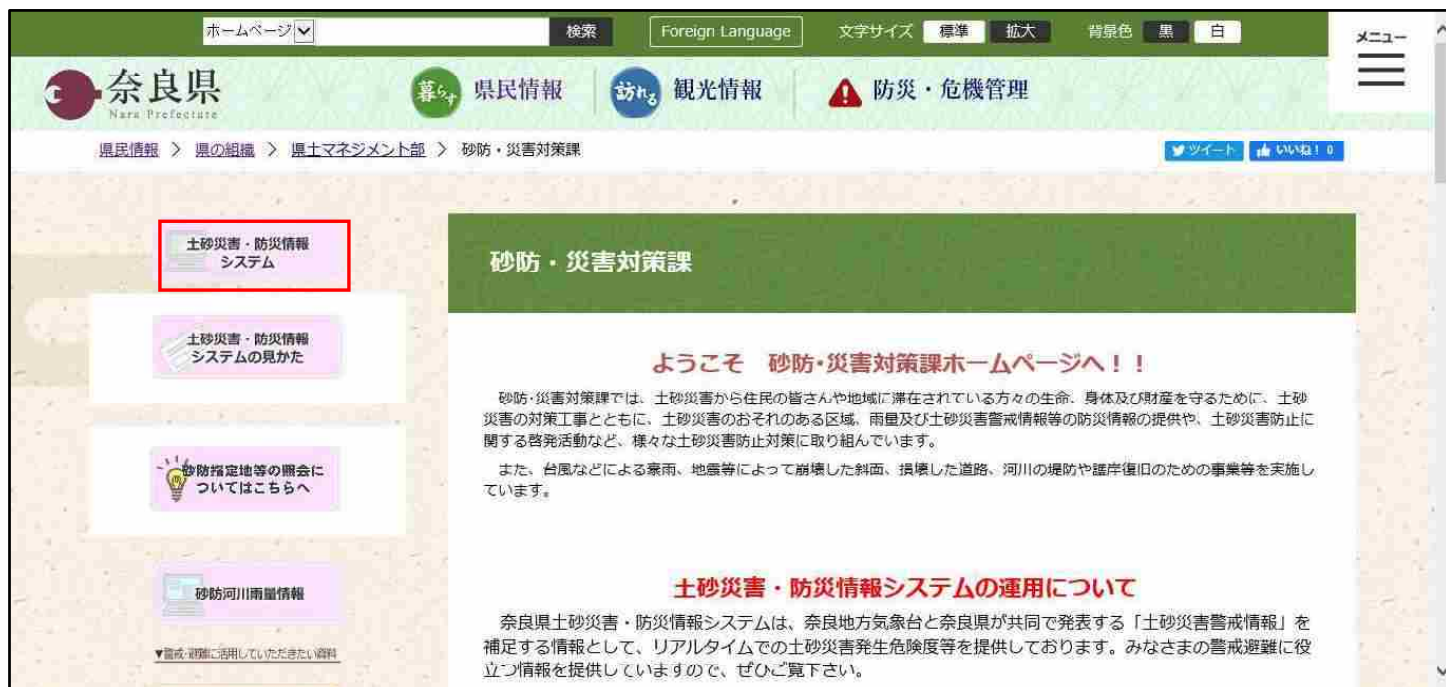 ホームページ 検索 Foreign Language 文字サイズ 標準 拡大 背景色 黒 白
メニュー
奈良県
Nara Prefecture
暮らす 県民情報 訪れる 観光情報 防災・危機管理
県民情報 > 県の組織 > 県土マネジメント部 > 砂防・災害対策課
ツイート いいね！ 0
土砂災害・防災情報
システム
土砂災害・防災情報
システムの見かた
砂防指定地等の照会に
ついてはこちらへ
砂防河川雨量情報
▼警戒・避難に活用していただきたい資料
砂防・災害対策課
ようこそ　砂防・災害対策課ホームページへ！！
砂防・災害対策課では、土砂災害から住民の皆さんや地域に滞在されている方々の生命、身体及び財産を守るために、土砂
災害の対策工事とともに、土砂災害のおそれのある区域、雨量及び土砂災害警戒情報等の防災情報の提供や、土砂災害防止に
関する啓発活動など、様々な土砂災害防止対策に取り組んでいます。
また、台風などによる豪雨、地震等によって崩壊した斜面、損壊した道路、河川の堤防や護岸復旧のための事業等を実施し
ています。
土砂災害・防災情報システムの運用について
奈良県土砂災害・防災情報システムは、奈良地方気象台と奈良県が共同で発表する「土砂災害警戒情報」を
補足する情報として、リアルタイムでの土砂災害発生危険度等を提供しております。みなさまの警戒避難に役
立つ情報を提供していますので、ぜひご覧下さい。